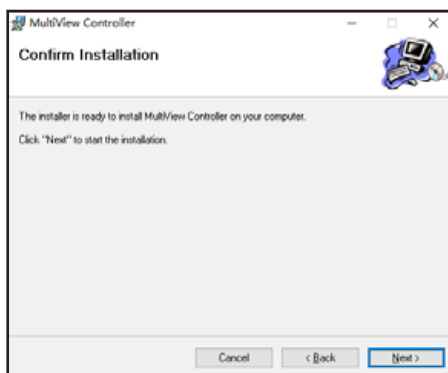 MultiView Controller
Confirm Installation
The installer is ready to install MultiView Controller on your computer.
Click "Next" to start the installation.
Cancel
< Back
Next >